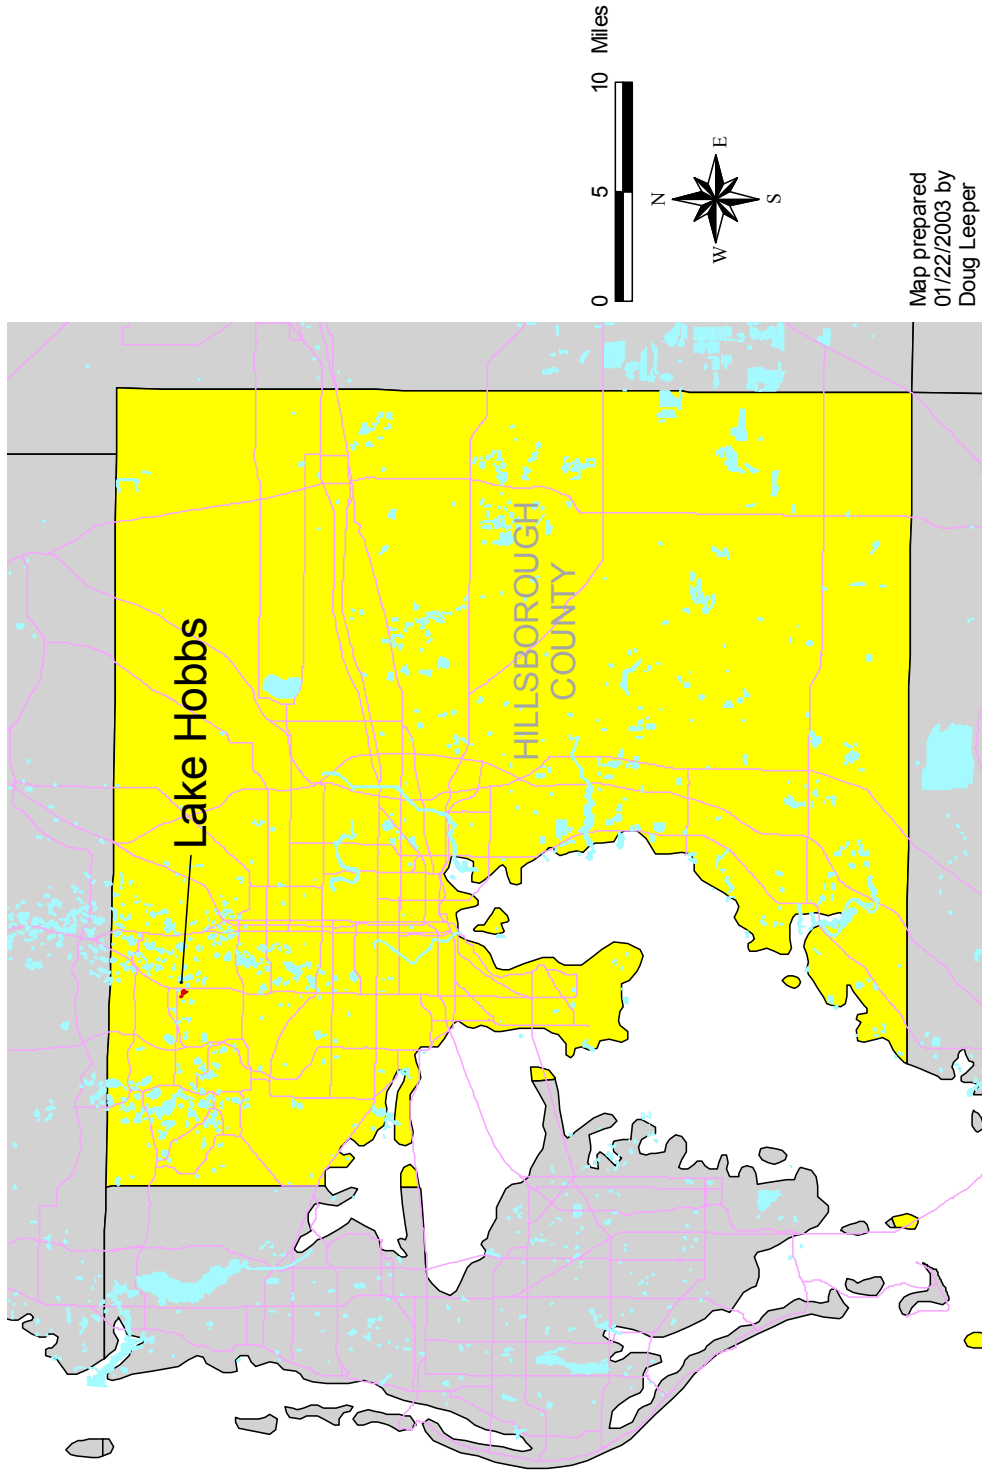 Lake Hobbs
HILLSBOROUGH
COUNTY
0 5 10 Miles
N
W E
S
Map prepared
01/22/2003 by
Doug Leeper